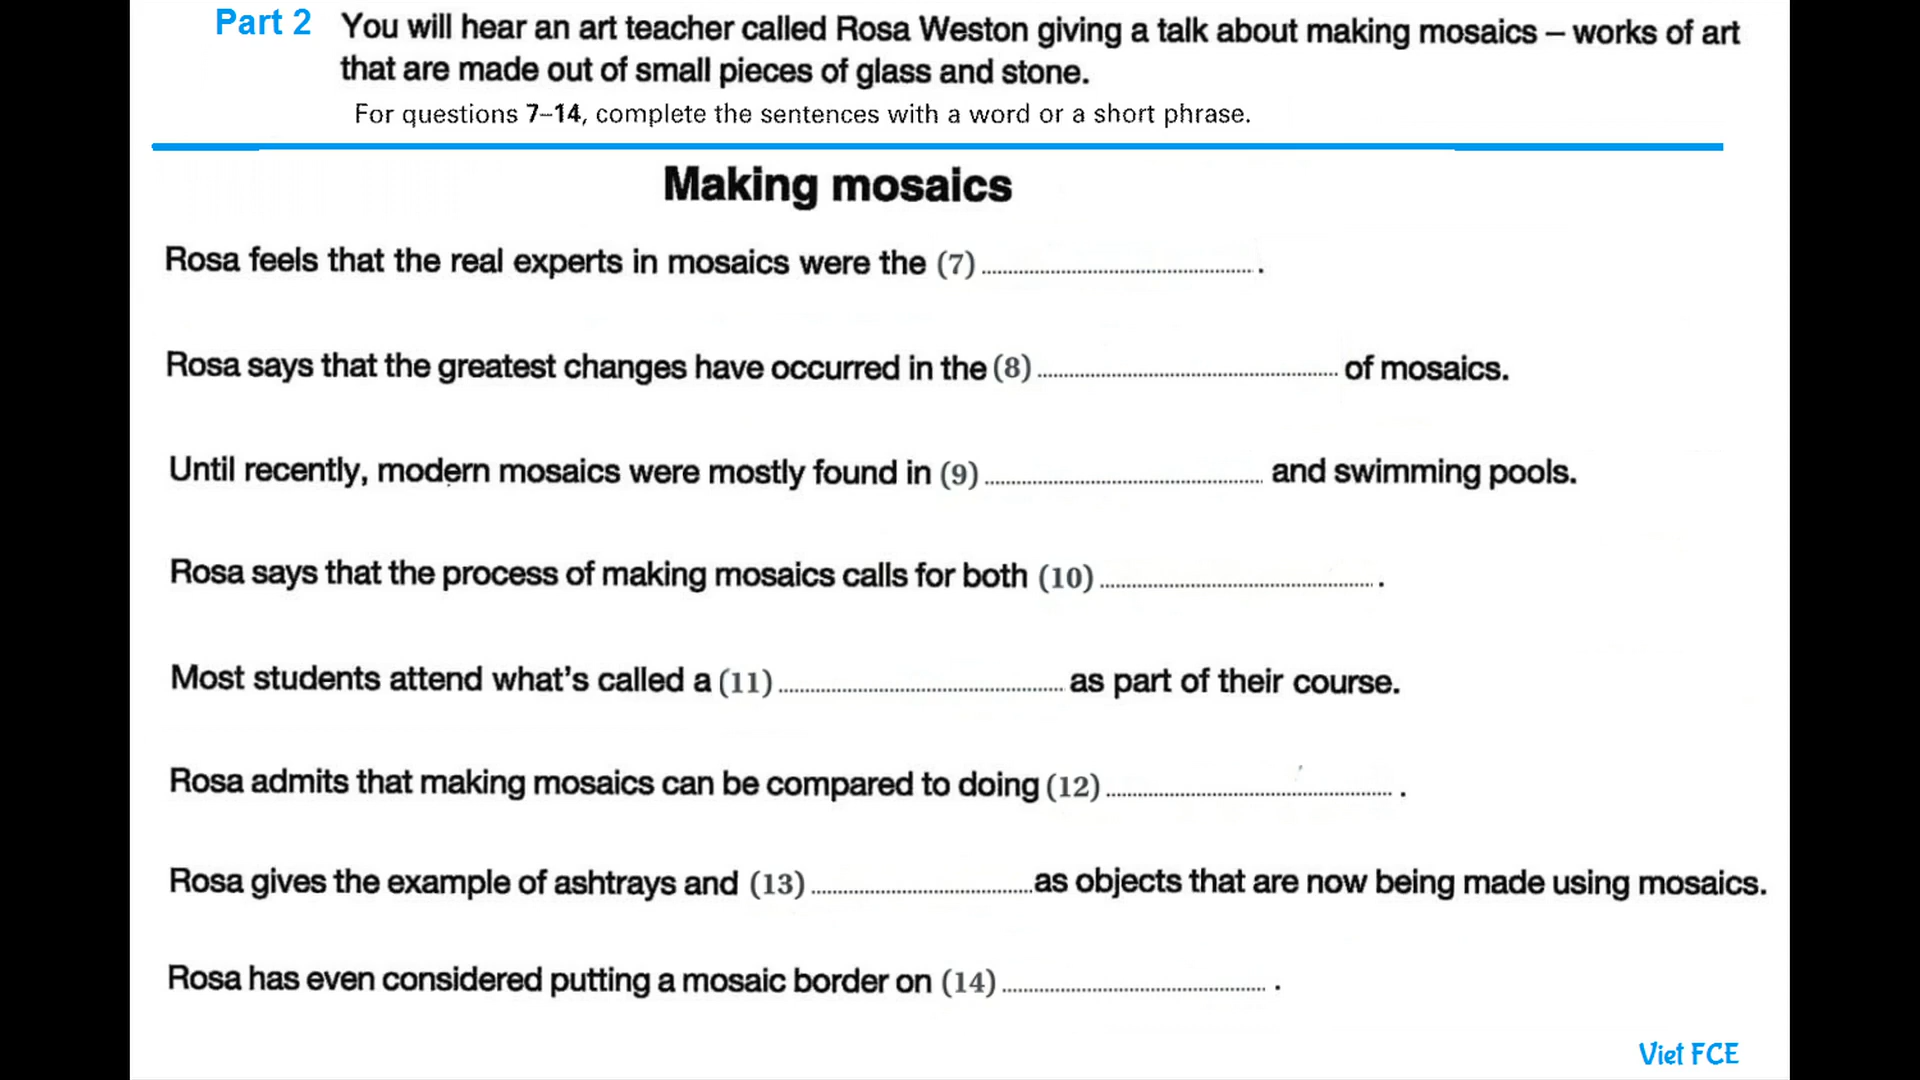 Part 2 You will hear an art teacher called Rosa Weston giving a talk about making mosaics – works of art
that are made out of small pieces of glass and stone.
For questions 7–14, complete the sentences with a word or a short phrase.
Making mosaics
Rosa feels that the real experts in mosaics were the (7) .................... .
Rosa says that the greatest changes have occurred in the (8) .................... of mosaics.
Until recently, modern mosaics were mostly found in (9) .................... and swimming pools.
Rosa says that the process of making mosaics calls for both (10) .................... .
Most students attend what's called a (11) .................... as part of their course.
Rosa admits that making mosaics can be compared to doing (12) .................... .
Rosa gives the example of ashtrays and (13) .................... as objects that are now being made using mosaics.
Rosa has even considered putting a mosaic border on (14) .................... .
Viet FCE